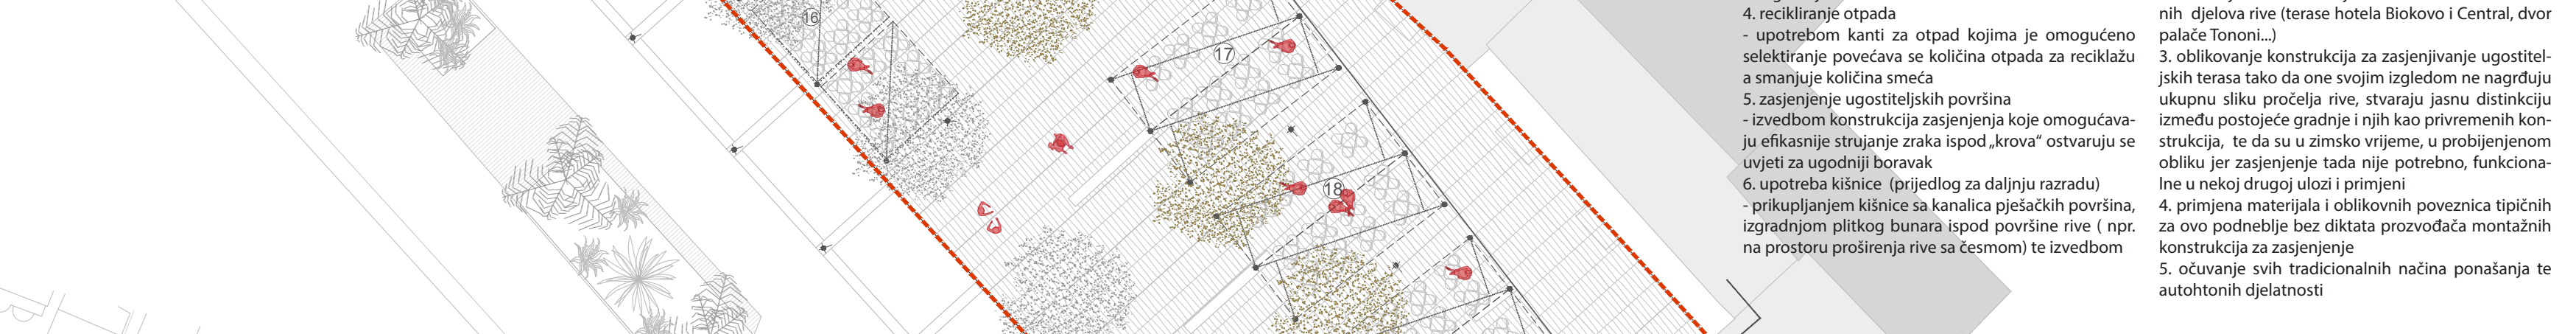 16
17
18
4. recikliranje otpada
- upotrebom kanti za otpad kojima je omogućeno
selektiranje povećava se količina otpada za reciklažu
a smanjuje količina smeća
5. zasjenjenje ugostiteljskih površina
- izvedbom konstrukcija zasjenjenja koje omogućava-
ju efikasnije strujanje zraka ispod „krova“ ostvaruju se
uvjeti za ugodniji boravak
6. upotreba kišnice (prijedlog za daljnju razradu)
- prikupljanjem kišnice sa kanalica pješačkih površina,
izgradnjom plitkog bunara ispod površine rive ( npr.
na prostoru proširenja rive sa česmom) te izvedbom
nih djelova rive (terase hotela Biokovo i Central, dvor
palače Tononi...)
3. oblikovanje konstrukcija za zasjenjivanje ugostitel-
jskih terasa tako da one svojim izgledom ne nagrđuju
ukupnu sliku pročelja rive, stvaraju jasnu distinkciju
između postojeće gradnje i njih kao privremenih kon-
strukcija, te da su u zimsko vrijeme, u probijenjenom
obliku jer zasjenjenje tada nije potrebno, funkciona-
lne u nekoj drugoj ulozi i primjeni
4. primjena materijala i oblikovnih poveznica tipičnih
za ovo podneblje bez diktata prozvođača montažnih
konstrukcija za zasjenjenje
5. očuvanje svih tradicionalnih načina ponašanja te
autohtonih djelatnosti